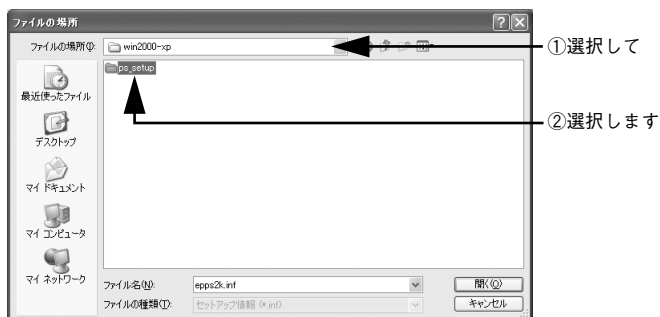 ファイルの場所
ファイルの場所(I):
win2000-xp
①選択して
ps_setup
②選択します
最近使ったファイル
デスクトップ
マイ ドキュメント
マイ コンピュータ
マイ ネットワーク
ファイル名(N):
epps2k.inf
開く(O)
ファイルの種類(T):
セットアップ情報 (*.inf)
キャンセル